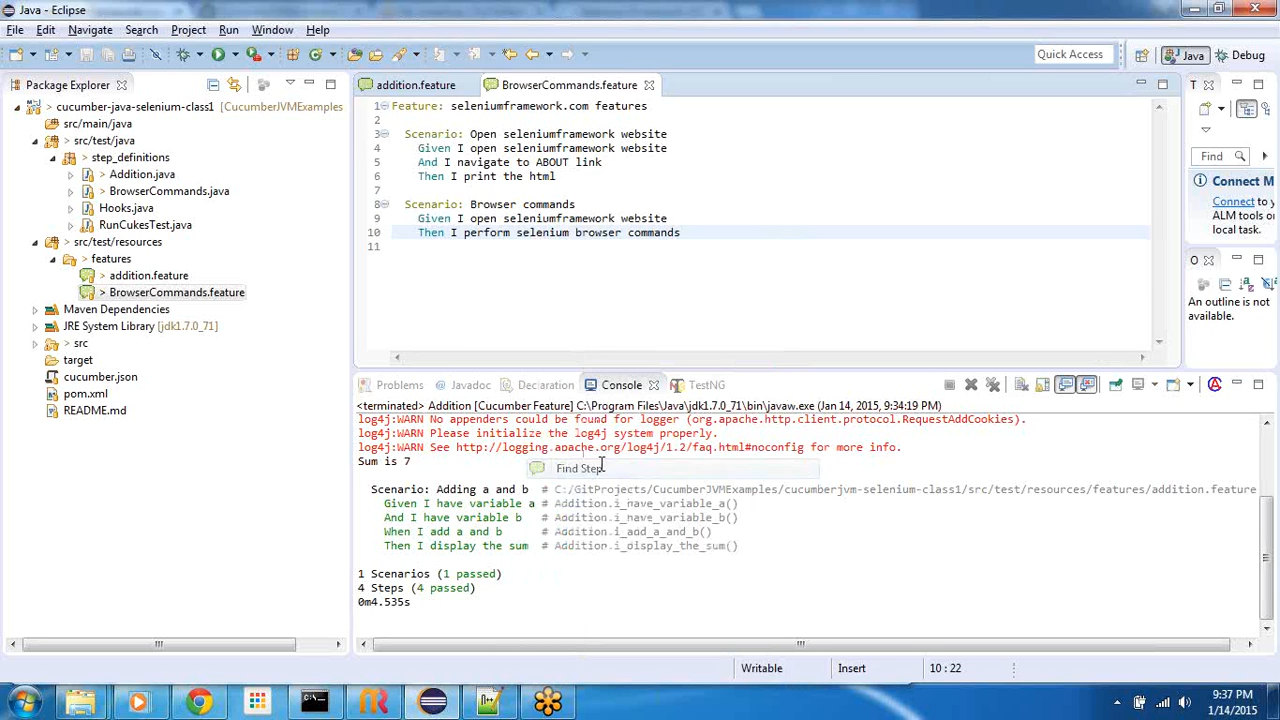 Java - Eclipse
File Edit Navigate Search Project Run Window Help
Quick Access Java Debug
Package Explorer
cucumber-java-selenium-class1 [CucumberJVMExamples
src/main/java
src/test/java
step_definitions
> Addition.java
> BrowserCommands.java
Hooks.java
RunCukesTest.java
> src/test/resources
> features
> addition.feature
> BrowserCommands.feature
Maven Dependencies
JRE System Library [jdk1.7.0_71]
> src
target
cucumber.json
pom.xml
README.md
addition.feature BrowserCommands.feature
1 Feature: seleniumframework.com features
2
3 Scenario: Open seleniumframework website
4 Given I open seleniumframework website
5 And I navigate to ABOUT link
6 Then I print the html
7
8 Scenario: Browser commands
9 Given I open seleniumframework website
10 Then I perform selenium browser commands
11
T
Find
Connect M
Connect to y
ALM tools or
local task.
O
An outline is not
available.
Problems @ Javadoc Declaration Console TestNG
<terminated> Addition [Cucumber Feature] C:\Program Files\Java\jdk1.7.0_71\bin\javaw.exe (Jan 14, 2015, 9:34:19 PM)
log4j:WARN No appenders could be found for logger (org.apache.http.client.protocol.RequestAddCookies).
log4j:WARN Please initialize the log4j system properly.
log4j:WARN See http://logging.apache.org/log4j/1.2/faq.html#noconfig for more info.
Sum is 7
Find Step
Scenario: Adding a and b # C:/GitProjects/CucumberJVMExamples/cucumberjvm-selenium-class1/src/test/resources/features/addition.feature
Given I have variable a # Addition.i_have_variable_a()
And I have variable b # Addition.i_have_variable_b()
When I add a and b # Addition.i_add_a_and_b()
Then I display the sum # Addition.i_display_the_sum()
1 Scenarios (1 passed)
4 Steps (4 passed)
0m4.535s
Writable Insert 10 : 22
9:37 PM
1/14/2015